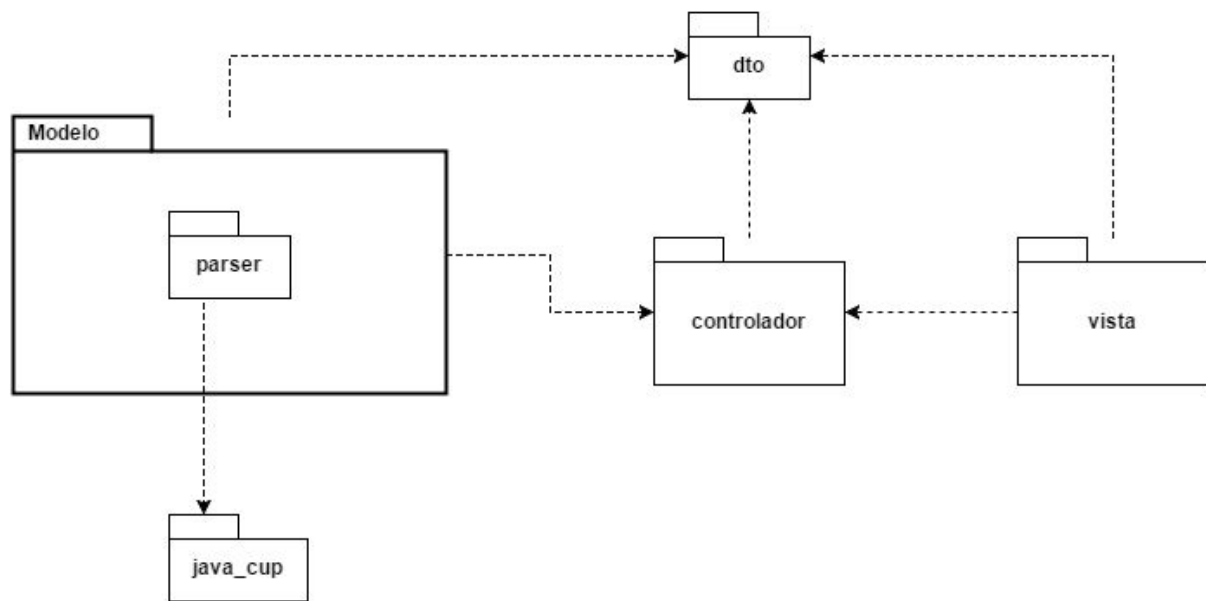 dto
Modelo
parser
controlador
vista
java_cup